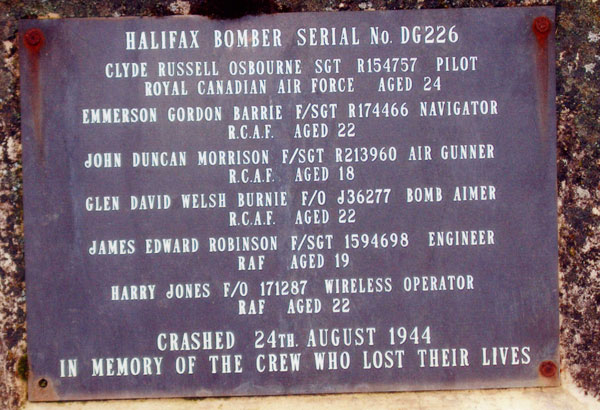 HALIFAX BOMBER SERIAL No. DG226
CLYDE RUSSELL OSBOURNE SGT R154757 PILOT
ROYAL CANADIAN AIR FORCE AGED 24
EMMERSON GORDON BARRIE F/SGT R174466 NAVIGATOR
R.C.A.F. AGED 22
JOHN DUNCAN MORRISON F/SGT R213960 AIR GUNNER
R.C.A.F. AGED 18
GLEN DAVID WELSH BURNIE F/O J36277 BOMB AIMER
R.C.A.F. AGED 22
JAMES EDWARD ROBINSON F/SGT 1594698 ENGINEER
RAF AGED 19
HARRY JONES F/O 171287 WIRELESS OPERATOR
RAF AGED 22
CRASHED 24TH. AUGUST 1944
IN MEMORY OF THE CREW WHO LOST THEIR LIVES